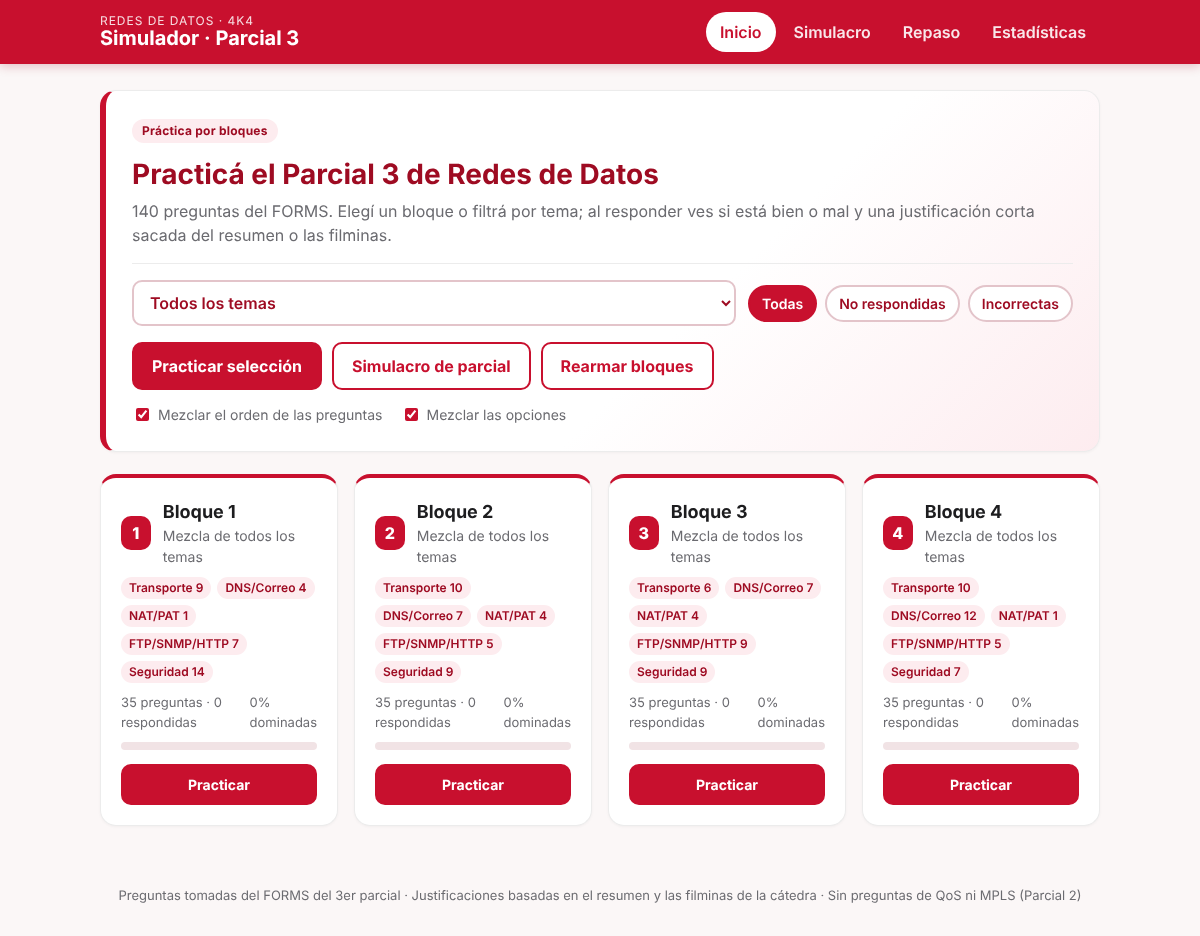 REDES DE DATOS · 4K4
Simulador · Parcial 3
Inicio
Simulacro
Repaso
Estadísticas
Práctica por bloques
Practicá el Parcial 3 de Redes de Datos
140 preguntas del FORMS. Elegí un bloque o filtrá por tema; al responder ves si está bien o mal y una justificación corta
sacada del resumen o las filminas.
Todos los temas
Todas
No respondidas
Incorrectas
Practicar selección
Simulacro de parcial
Rearmar bloques
Mezclar el orden de las preguntas
Mezclar las opciones
1
Bloque 1
Mezcla de todos los
temas
Transporte 9
DNS/Correo 4
NAT/PAT 1
FTP/SNMP/HTTP 7
Seguridad 14
35 preguntas · 0
respondidas
0%
dominadas
Practicar
2
Bloque 2
Mezcla de todos los
temas
Transporte 10
DNS/Correo 7
NAT/PAT 4
FTP/SNMP/HTTP 5
Seguridad 9
35 preguntas · 0
respondidas
0%
dominadas
Practicar
3
Bloque 3
Mezcla de todos los
temas
Transporte 6
DNS/Correo 7
NAT/PAT 4
FTP/SNMP/HTTP 9
Seguridad 9
35 preguntas · 0
respondidas
0%
dominadas
Practicar
4
Bloque 4
Mezcla de todos los
temas
Transporte 10
DNS/Correo 12
NAT/PAT 1
FTP/SNMP/HTTP 5
Seguridad 7
35 preguntas · 0
respondidas
0%
dominadas
Practicar
Preguntas tomadas del FORMS del 3er parcial · Justificaciones basadas en el resumen y las filminas de la cátedra · Sin preguntas de QoS ni MPLS (Parcial 2)